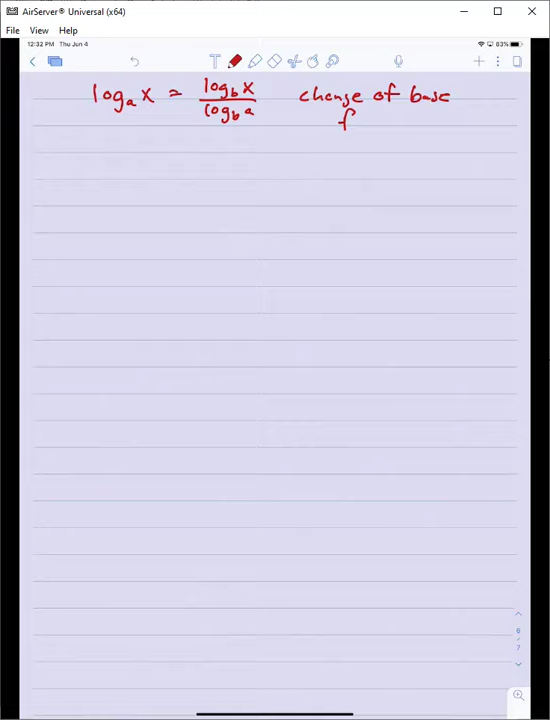 AirServer® Universal (x64)
File View Help
12:32 PM Thu Jun 4 83%
T
logₐ x = log_b x / log_b a change of base
f
6
/
7